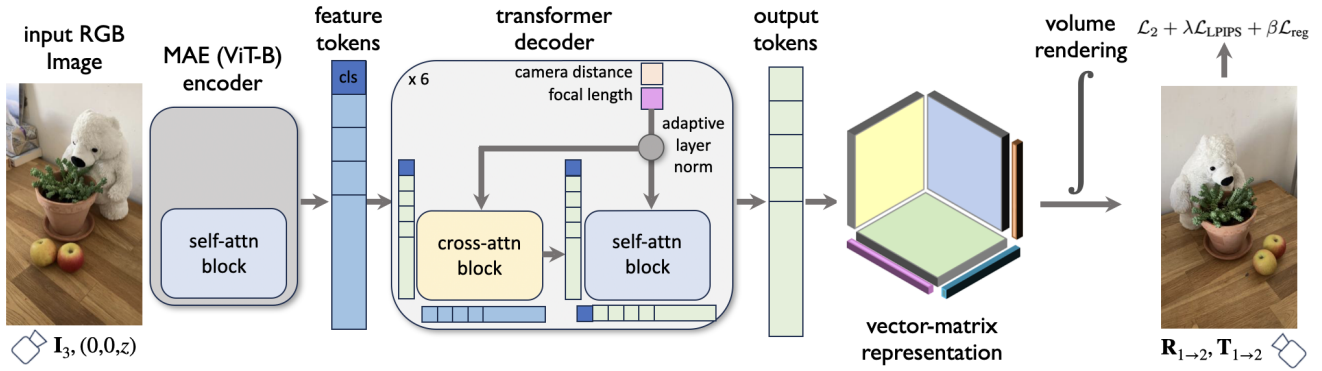 input RGB
Image
MAE (ViT-B)
encoder
self-attn
block
feature
tokens
cls
transformer
decoder
x 6
camera distance
focal length
adaptive
layer
norm
cross-attn
block
self-attn
block
output
tokens
vector-matrix
representation
volume
rendering
ℒ₂ + λℒ_LPIPS + βℒ_reg
I₃, (0,0,z)
R₁→₂, T₁→₂